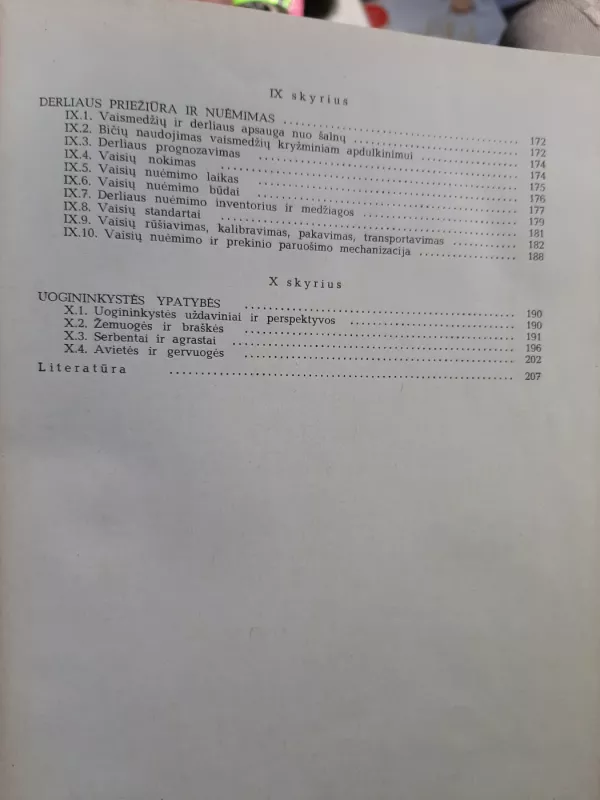 IX skyrius
DERLIAUS PRIEŽIŪRA IR NUĖMIMAS 172
IX.1. Vaismedžių ir derliaus apsauga nuo šalnų 172
IX.2. Bičių naudojimas vaismedžių kryžminiam apdulkinimui 174
IX.3. Derliaus prognozavimas 174
IX.4. Vaisių nokimas 175
IX.5. Vaisių nuėmimo laikas 176
IX.6. Vaisių nuėmimo būdai 177
IX.7. Derliaus nuėmimo inventorius ir medžiagos 179
IX.8. Vaisių standartai 181
IX.9. Vaisių rūšiavimas, kalibravimas, pakavimas, transportavimas 182
IX.10. Vaisių nuėmimo ir prekinio paruošimo mechanizacija 188
X skyrius
UOGININKYSTĖS YPATYBĖS 190
X.1. Uogininkystės uždaviniai ir perspektyvos 190
X.2. Žemuogės ir braškės 191
X.3. Serbentai ir agrastai 196
X.4. Avietės ir gervuogės 202
Literatūra 207